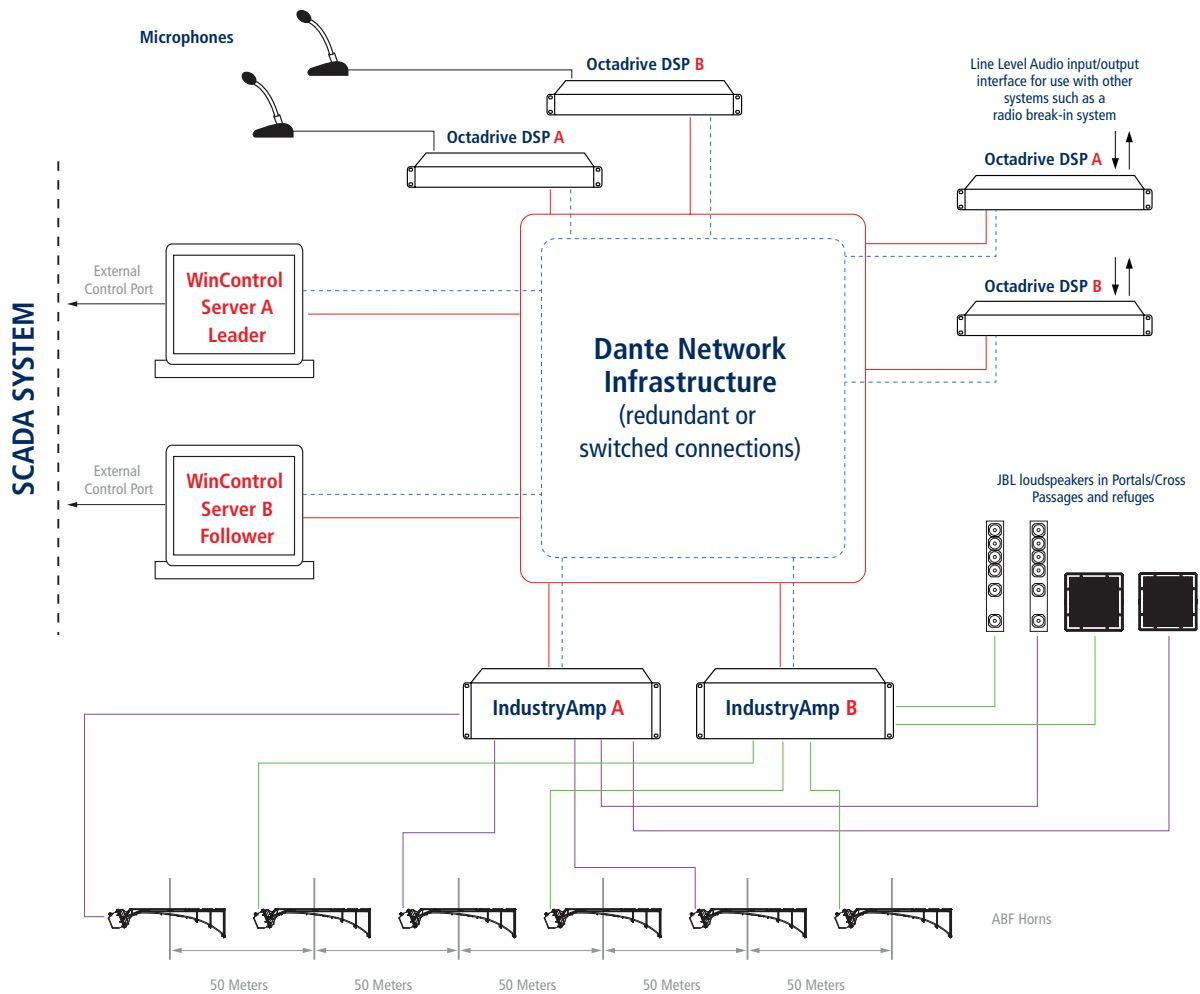 Microphones
Octadrive DSP B
Octadrive DSP A
Line Level Audio input/output
interface for use with other
systems such as a
radio break-in system
Octadrive DSP A
Octadrive DSP B
SCADA SYSTEM
External
Control Port
WinControl
Server A
Leader
External
Control Port
WinControl
Server B
Follower
Dante Network
Infrastructure
(redundant or
switched connections)
JBL loudspeakers in Portals/Cross
Passages and refuges
IndustryAmp A
IndustryAmp B
ABF Horns
50 Meters
50 Meters
50 Meters
50 Meters
50 Meters